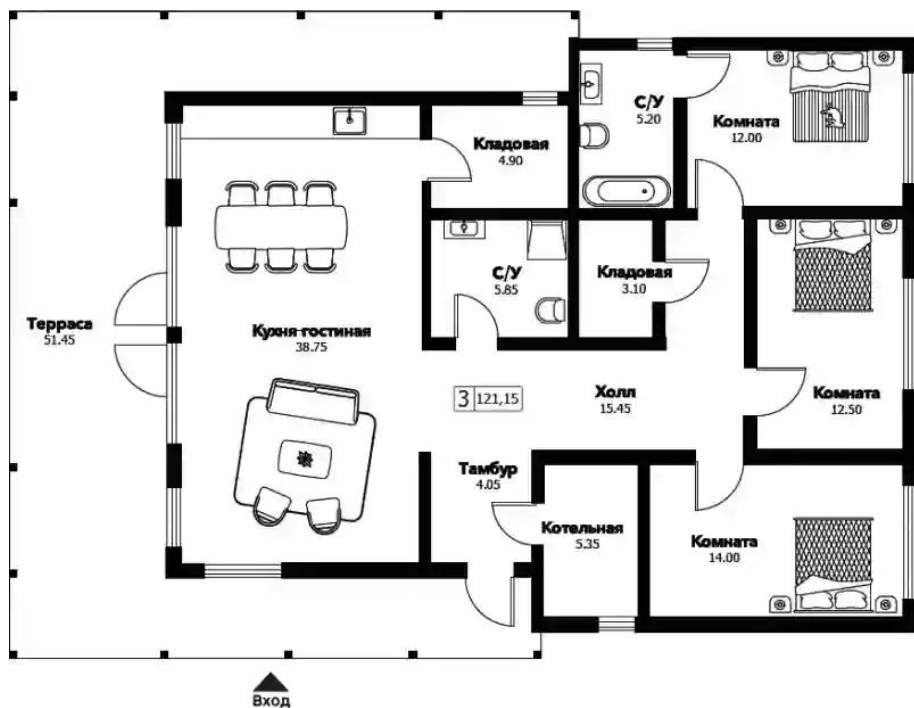 С/У
5.20
Комната
12.00
Кладовая
4.90
С/У
5.85
Кладовая
3.10
Терраса
51.45
Кухня-гостиная
38.75
3 121,15
Холл
15.45
Комната
12.50
Тамбур
4.05
Котельная
5.35
Комната
14.00
Вход